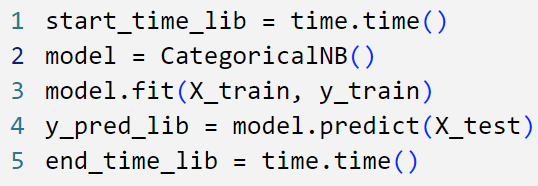 1 start_time_lib = time.time()
2 model = CategoricalNB()
3 model.fit(X_train, y_train)
4 y_pred_lib = model.predict(X_test)
5 end_time_lib = time.time()